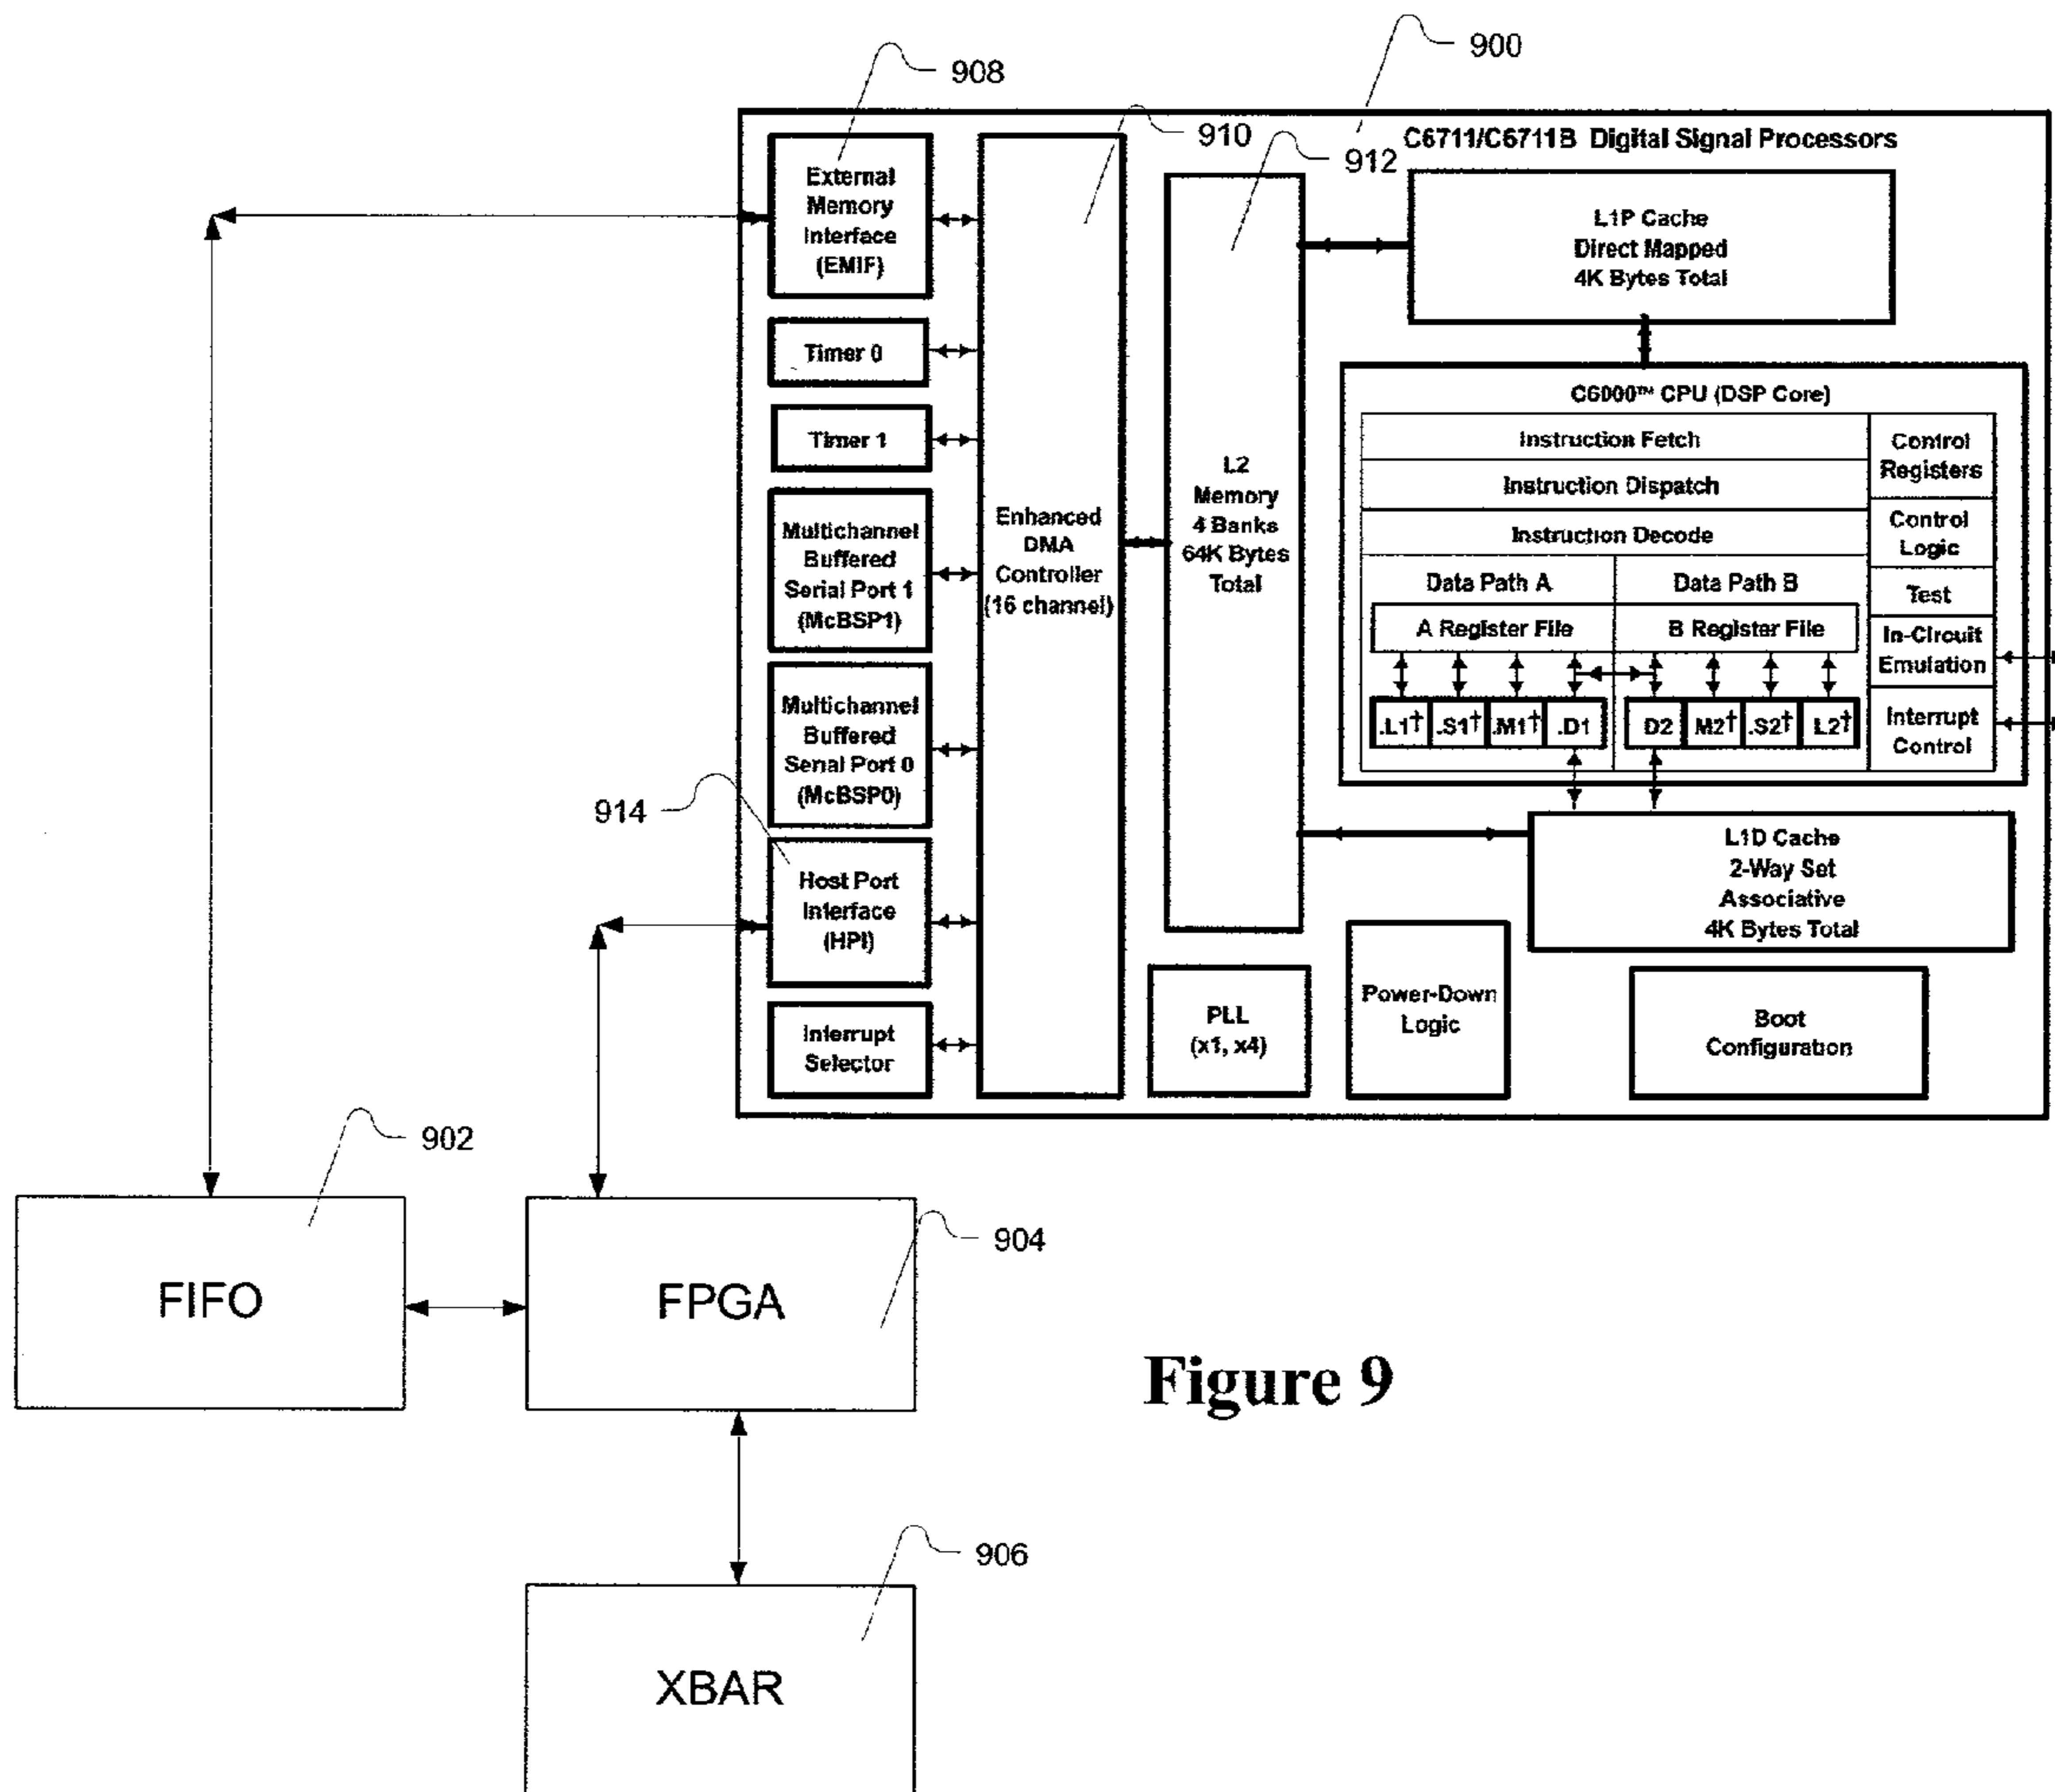 900
908
910
912
C6711/C6711B Digital Signal Processors
External
Memory
Interface
(EMIF)
Timer 0
Timer 1
Multichannel
Buffered
Serial Port 1
(McBSP1)
Multichannel
Buffered
Serial Port 0
(McBSP0)
914
Host Port
Interface
(HPI)
Interrupt
Selector
Enhanced
DMA
Controller
(16 channel)
L2
Memory
4 Banks
64K Bytes
Total
L1P Cache
Direct Mapped
4K Bytes Total
C6000™ CPU (DSP Core)
Instruction Fetch
Instruction Dispatch
Instruction Decode
Data Path A
Data Path B
A Register File
B Register File
.L1†
.S1†
.M1†
.D1
D2
M2†
.S2†
L2†
Control
Registers
Control
Logic
Test
In-Circuit
Emulation
Interrupt
Control
L1D Cache
2-Way Set
Associative
4K Bytes Total
PLL
(x1, x4)
Power-Down
Logic
Boot
Configuration
902
FIFO
904
FPGA
Figure 9
906
XBAR